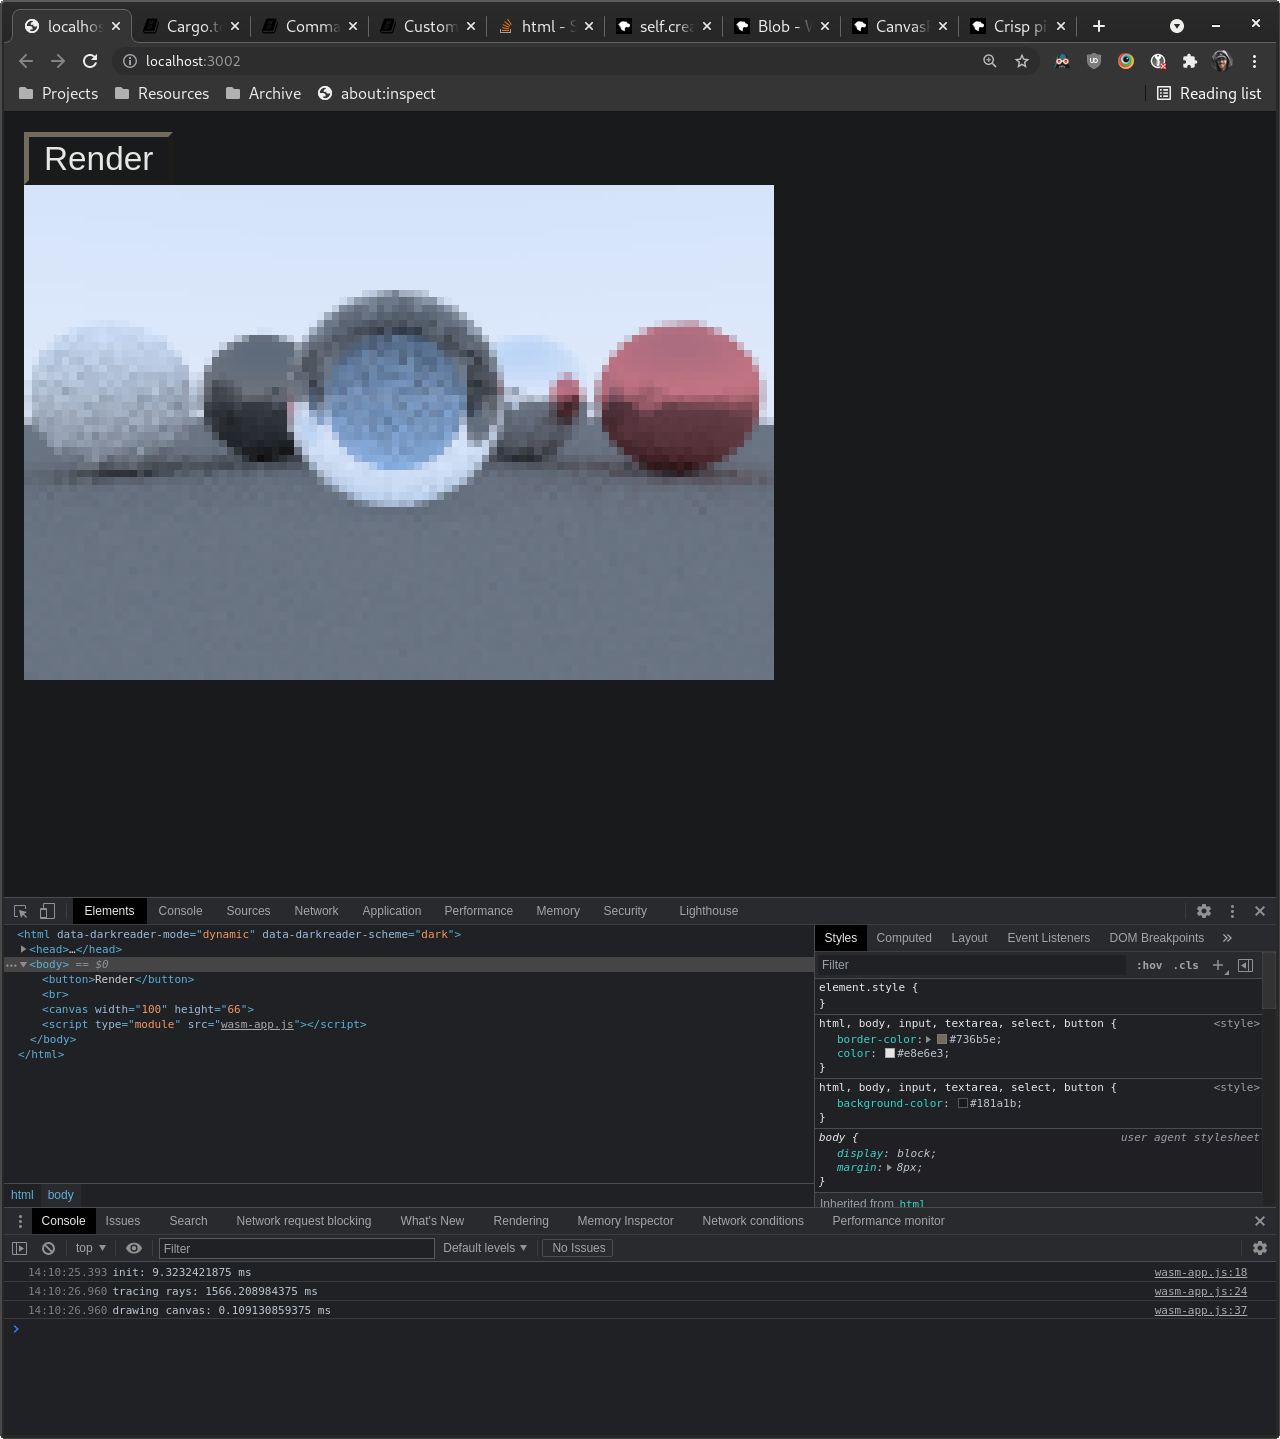 localhos Cargo.t Comma Custom html - S self.crea Blob - W Canvas Crisp pi
localhost:3002
Projects Resources Archive about:inspect Reading list
Render
Elements Console Sources Network Application Performance Memory Security Lighthouse
<html data-darkreader-mode="dynamic" data-darkreader-scheme="dark">
<head>…</head>
<body> == $0
<button>Render</button>
<br>
<canvas width="100" height="66">
<script type="module" src="wasm-app.js"></script>
</body>
</html>
html body
Styles Computed Layout Event Listeners DOM Breakpoints
Filter :hov .cls
element.style {
}
html, body, input, textarea, select, button { <style>
border-color: #736b5e;
color: #e8e6e3;
}
html, body, input, textarea, select, button { <style>
background-color: #181a1b;
}
body { user agent stylesheet
display: block;
margin: 8px;
}
Inherited from html
Console Issues Search Network request blocking What's New Rendering Memory Inspector Network conditions Performance monitor
top Filter Default levels No Issues
14:10:25.393 init: 9.3232421875 ms wasm-app.js:18
14:10:26.960 tracing rays: 1566.208984375 ms wasm-app.js:24
14:10:26.960 drawing canvas: 0.109130859375 ms wasm-app.js:37